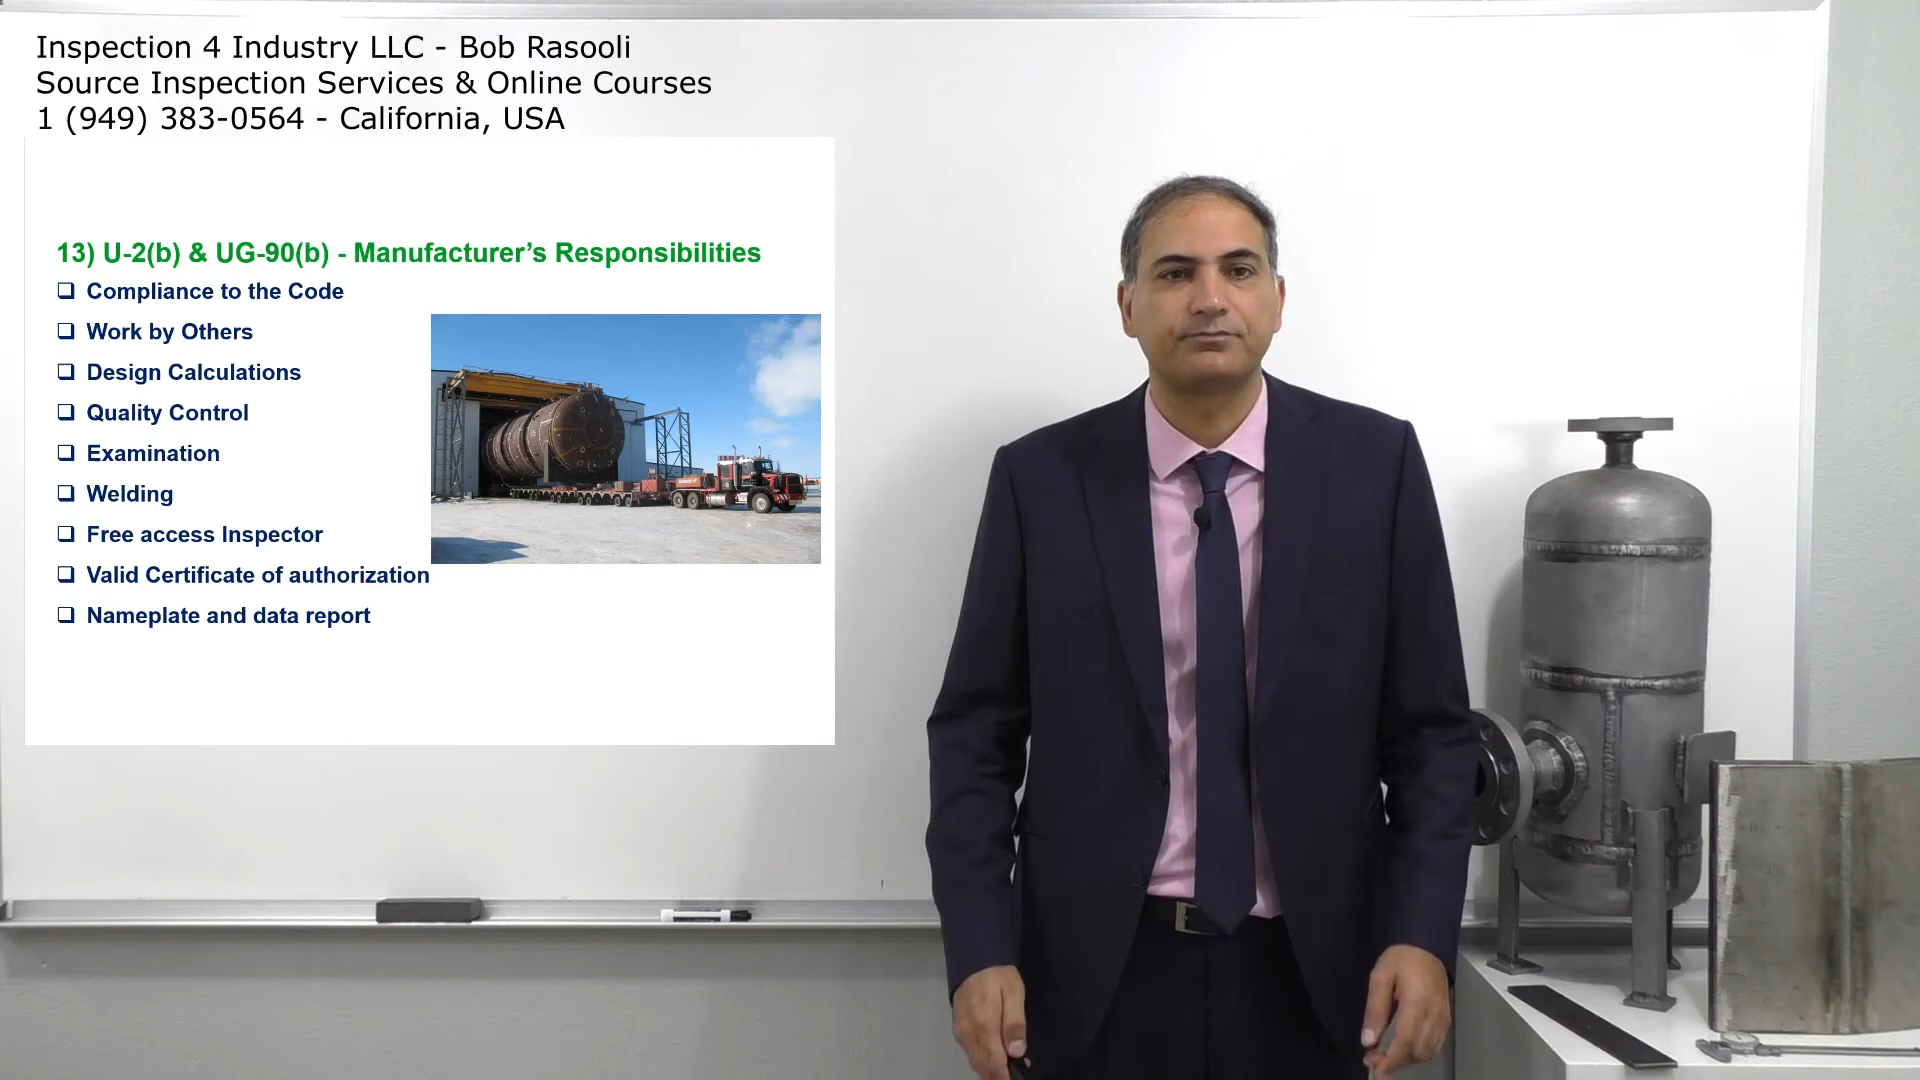 Inspection 4 Industry LLC - Bob Rasooli
Source Inspection Services & Online Courses
1 (949) 383-0564 - California, USA
13) U-2(b) & UG-90(b) - Manufacturer’s Responsibilities
❑ Compliance to the Code
❑ Work by Others
❑ Design Calculations
❑ Quality Control
❑ Examination
❑ Welding
❑ Free access Inspector
❑ Valid Certificate of authorization
❑ Nameplate and data report